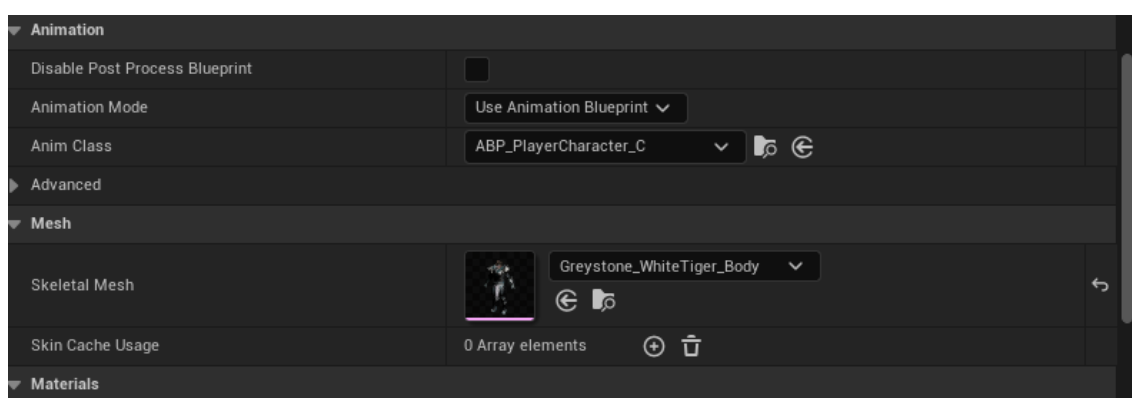 Animation
Disable Post Process Blueprint
Animation Mode Use Animation Blueprint
Anim Class ABP_PlayerCharacter_C
Advanced
Mesh
Skeletal Mesh Greystone_WhiteTiger_Body
Skin Cache Usage 0 Array elements
Materials